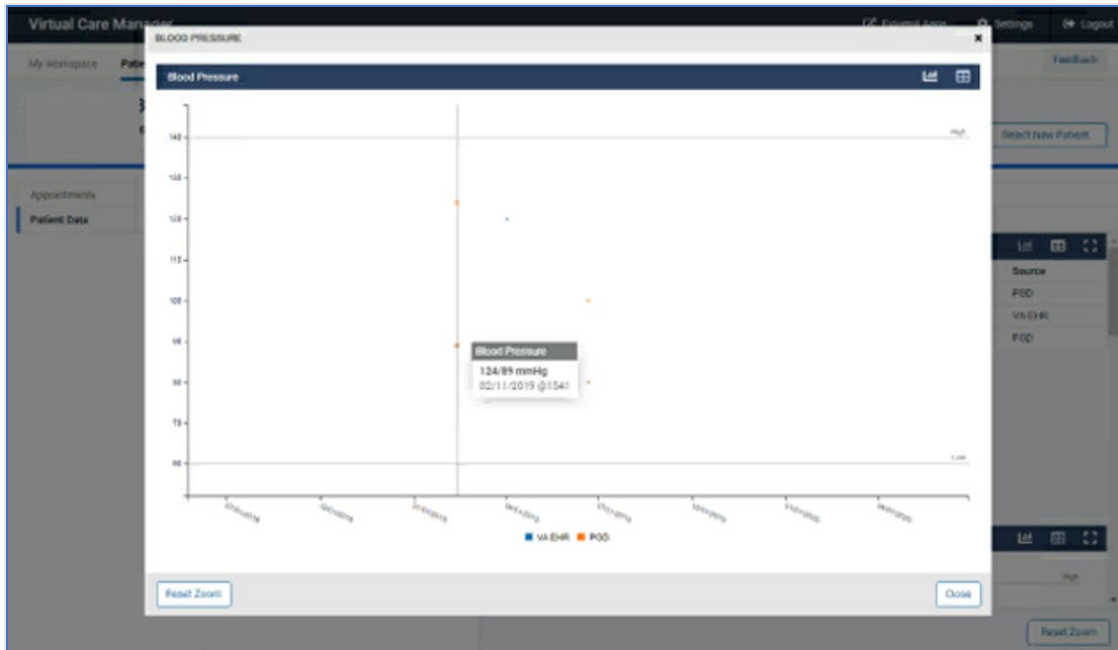 Virtual Care Manager
External Apps
Settings
Logout
BLOOD PRESSURE
My Workspace
Feedback
Blood Pressure
Select New Patient
140
High
Appointments
Patient Data
120
110
100
Source
PGD
VA EHR
PGD
80
70
60
Low
Blood Pressure
124/89 mmHg
02/11/2019 @1541
VA EHR
PGD
High
Reset Zoom
Close
Reset Zoom